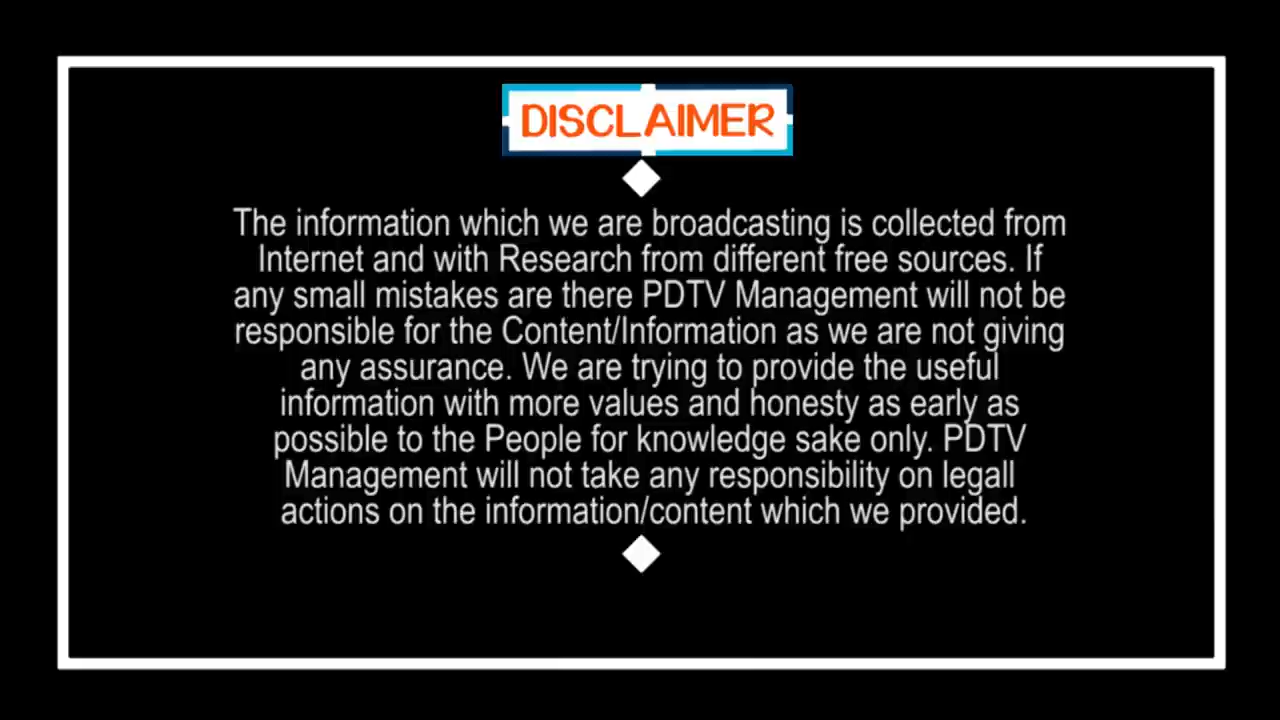 DISCLAIMER
The information which we are broadcasting is collected from
Internet and with Research from different free sources. If
any small mistakes are there PDTV Management will not be
responsible for the Content/Information as we are not giving
any assurance. We are trying to provide the useful
information with more values and honesty as early as
possible to the People for knowledge sake only. PDTV
Management will not take any responsibility on legall
actions on the information/content which we provided.